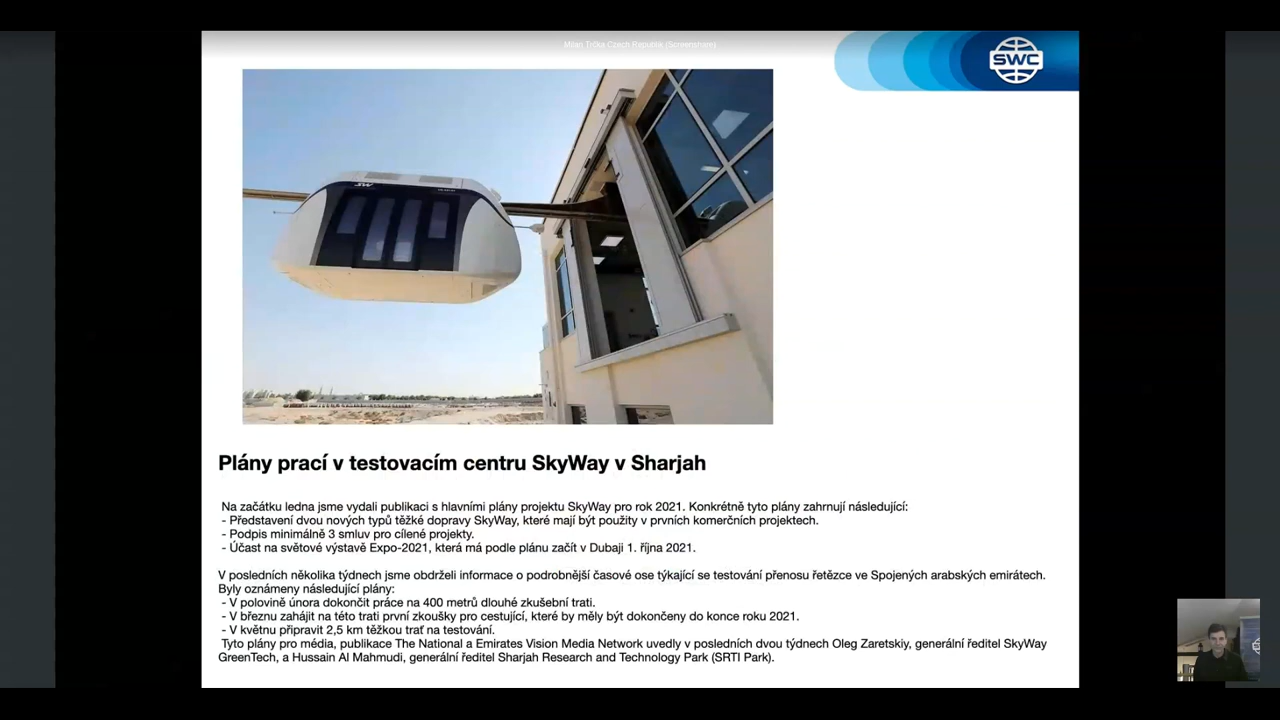 Milan Trčka Czech Republik (Screenshare)
SWC
SW
Plány prací v testovacím centru SkyWay v Sharjah
Na začátku ledna jsme vydali publikaci s hlavními plány projektu SkyWay pro rok 2021. Konkrétně tyto plány zahrnují následující:
- Představení dvou nových typů těžké dopravy SkyWay, které mají být použity v prvních komerčních projektech.
- Podpis minimálně 3 smluv pro cílené projekty.
- Účast na světové výstavě Expo-2021, která má podle plánu začít v Dubaji 1. října 2021.
V posledních několika týdnech jsme obdrželi informace o podrobnější časové ose týkající se testování přenosu řetězce ve Spojených arabských emirátech.
Byly oznámeny následující plány:
- V polovině února dokončit práce na 400 metrů dlouhé zkušební trati.
- V březnu zahájit na této trati první zkoušky pro cestující, které by měly být dokončeny do konce roku 2021.
- V květnu připravit 2,5 km těžkou trať na testování.
Tyto plány pro média, publikace The National a Emirates Vision Media Network uvedly v posledních dvou týdnech Oleg Zaretskiy, generální ředitel SkyWay
GreenTech, a Hussain Al Mahmudi, generální ředitel Sharjah Research and Technology Park (SRTI Park).